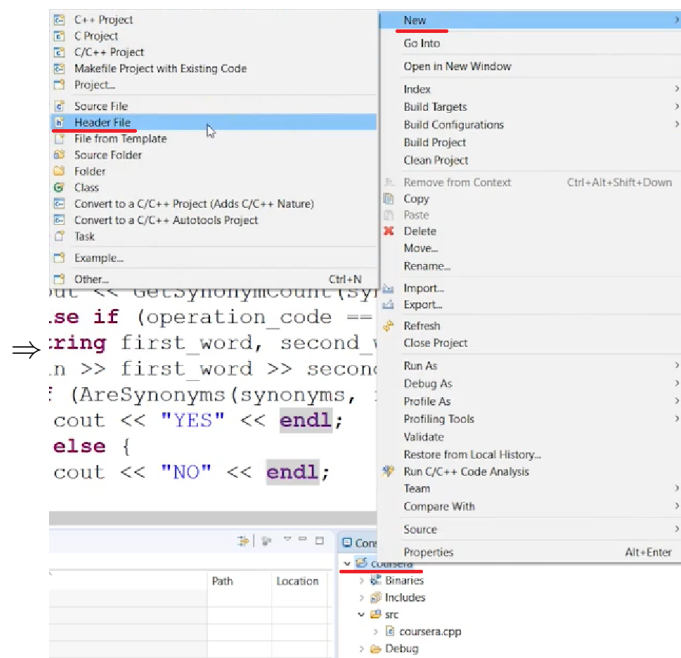 C++ Project
C Project
C/C++ Project
Makefile Project with Existing Code
Project...
Source File
Header File
File from Template
Source Folder
Folder
Class
Convert to a C/C++ Project (Adds C/C++ Nature)
Convert to a C/C++ Autotools Project
Task
Example...
Other... Ctrl+N
New
Go Into
Open in New Window
Index
Build Targets
Build Configurations
Build Project
Clean Project
Remove from Context Ctrl+Alt+Shift+Down
Copy
Paste
Delete
Move...
Rename...
Import...
Export...
Refresh
Close Project
Run As
Debug As
Profile As
Profiling Tools
Validate
Restore from Local History...
Run C/C++ Code Analysis
Team
Compare With
Source
Properties Alt+Enter
out << GetSynonymCount(sy
lse if (operation_code ==
⇒ tring first_word, second_w
in >> first_word >> second
f (AreSynonyms(synonyms,
cout << "YES" << endl;
else {
cout << "NO" << endl;
Path Location
Con
coursera
Binaries
Includes
src
coursera.cpp
Debug